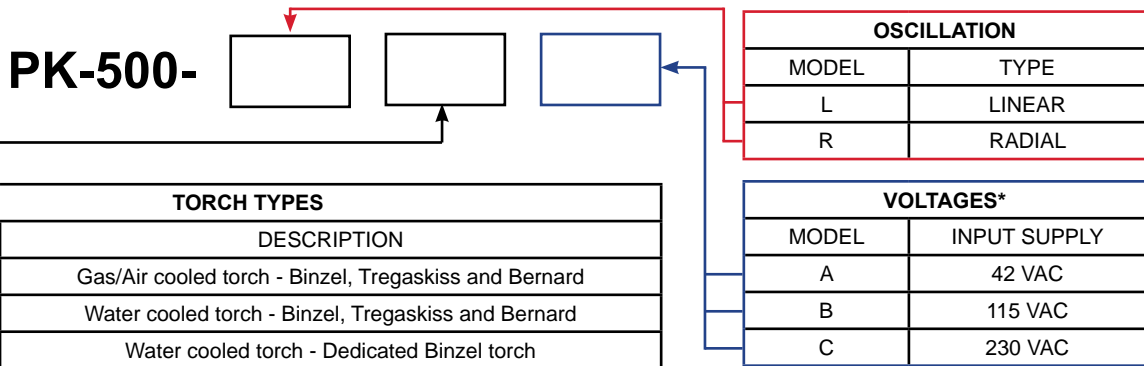 PK-500-
OSCILLATION
MODEL TYPE
L LINEAR
R RADIAL
TORCH TYPES
DESCRIPTION
Gas/Air cooled torch - Binzel, Tregaskiss and Bernard
Water cooled torch - Binzel, Tregaskiss and Bernard
Water cooled torch - Dedicated Binzel torch
VOLTAGES*
MODEL INPUT SUPPLY
A 42 VAC
B 115 VAC
C 230 VAC